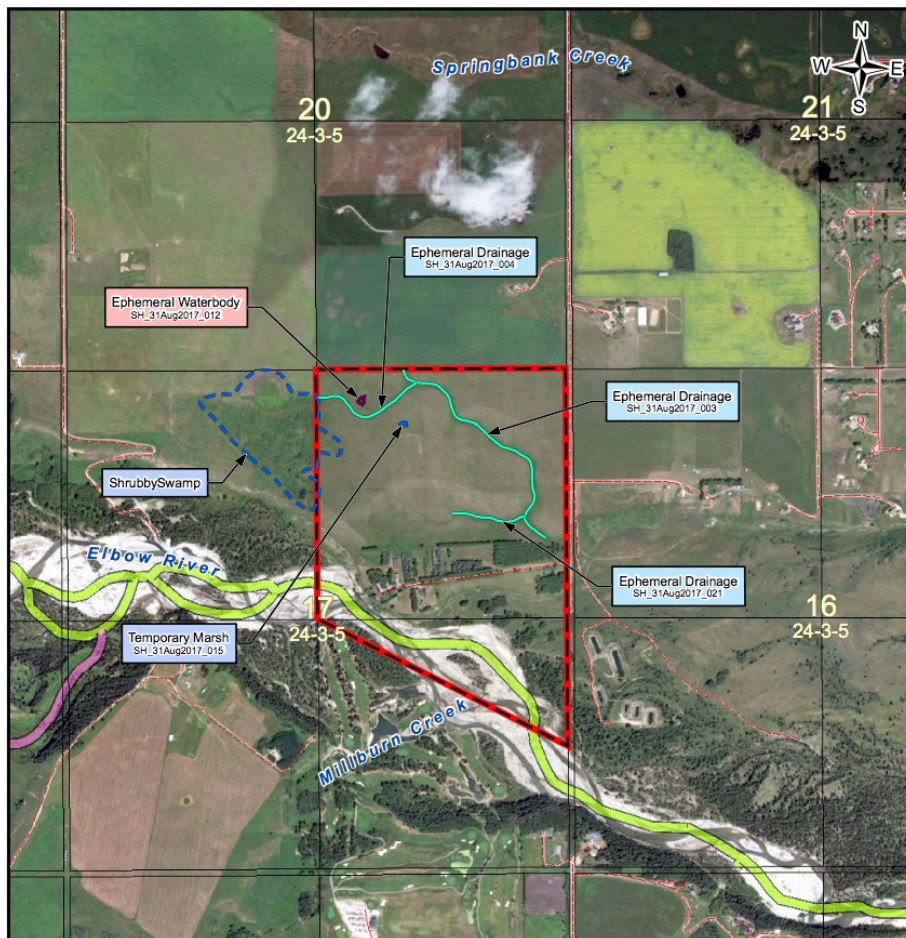 Springbank Creek
N
W E
S
20
24-3-5
21
24-3-5
Ephemeral Drainage
SH_31Aug2017_004
Ephemeral Waterbody
SH_31Aug2017_012
Ephemeral Drainage
SH_31Aug2017_003
ShrubbySwamp
Elbow River
Ephemeral Drainage
SH_31Aug2017_021
17
24-3-5
16
24-3-5
Temporary Marsh
SH_31Aug2017_015
Millburn Creek